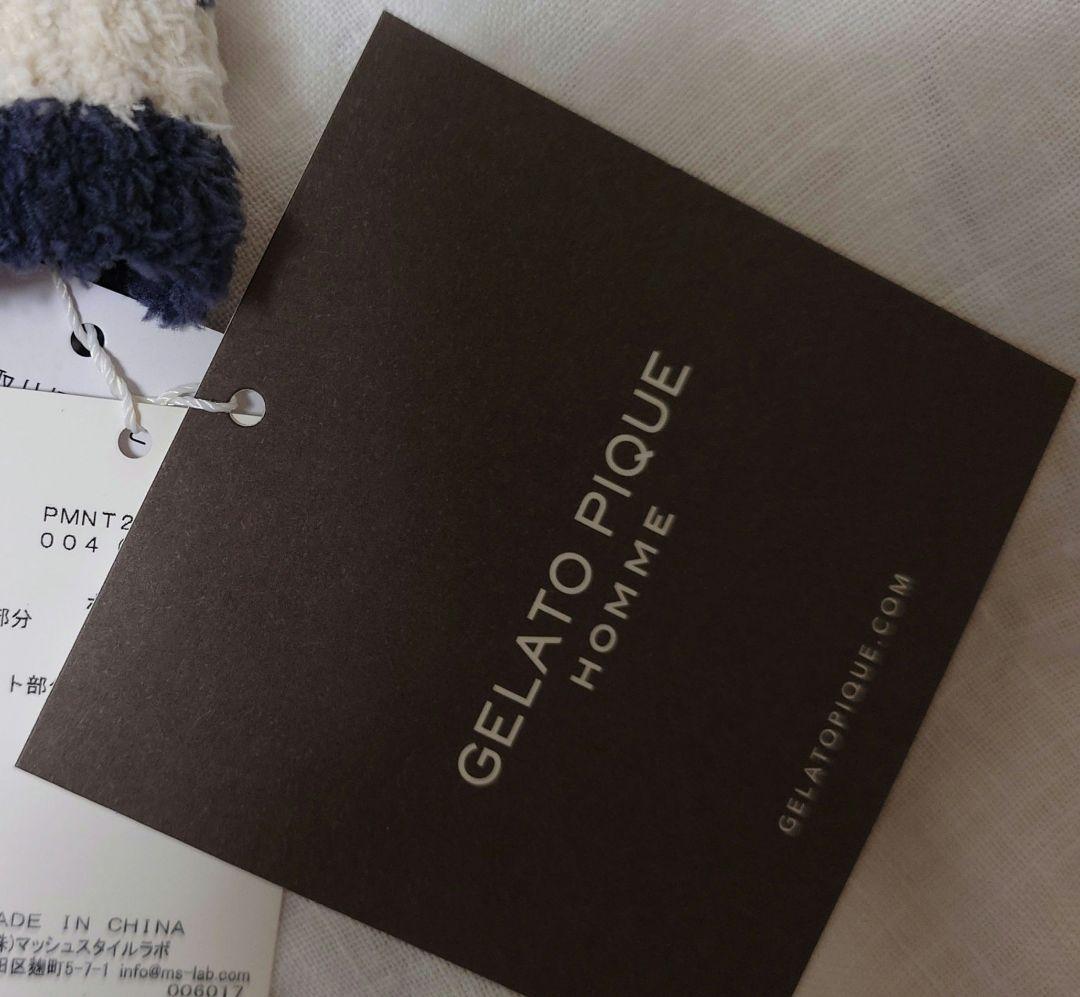 GELATO PIQUE
HOMME
GELATOPIQUE.COM
PMNT2
004
部分
ト部
MADE IN CHINA
(株)マッシュスタイルラボ
田区麹町5-7-1 info@ms-lab.com
006017